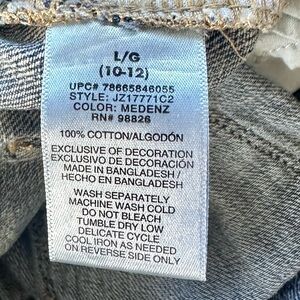 L/G
(10-12)
UPC# 78665846055
STYLE: JZ17771C2
COLOR: MEDENZ
RN# 98826
100% COTTON/ALGODÓN
EXCLUSIVE OF DECORATION
EXCLUSIVO DE DECORACIÓN
MADE IN BANGLADESH /
HECHO EN BANGLADESH
WASH SEPARATELY
MACHINE WASH COLD
DO NOT BLEACH
TUMBLE DRY LOW
DELICATE CYCLE
COOL IRON AS NEEDED
ON REVERSE SIDE ONLY